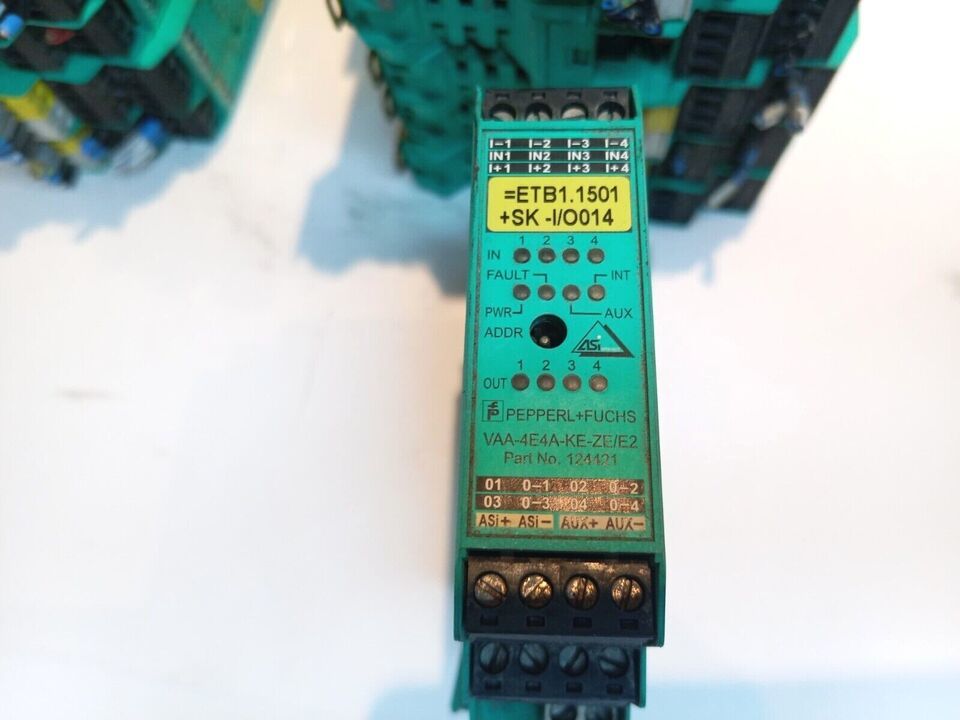 I-1 I-2 I-3 I-4
IN1 IN2 IN3 IN4
I+1 I+2 I+3 I+4
=ETB1.1501
+SK -I/O014
1 2 3 4
IN
FAULT INT
PWR AUX
ADDR
ASi
1 2 3 4
OUT
PEPPERL+FUCHS
VAA-4E4A-KE-ZE/E2
Part No. 124421
01 0-1 02 0-2
03 0-3 04 0-4
ASi+ ASi- AUX+ AUX-